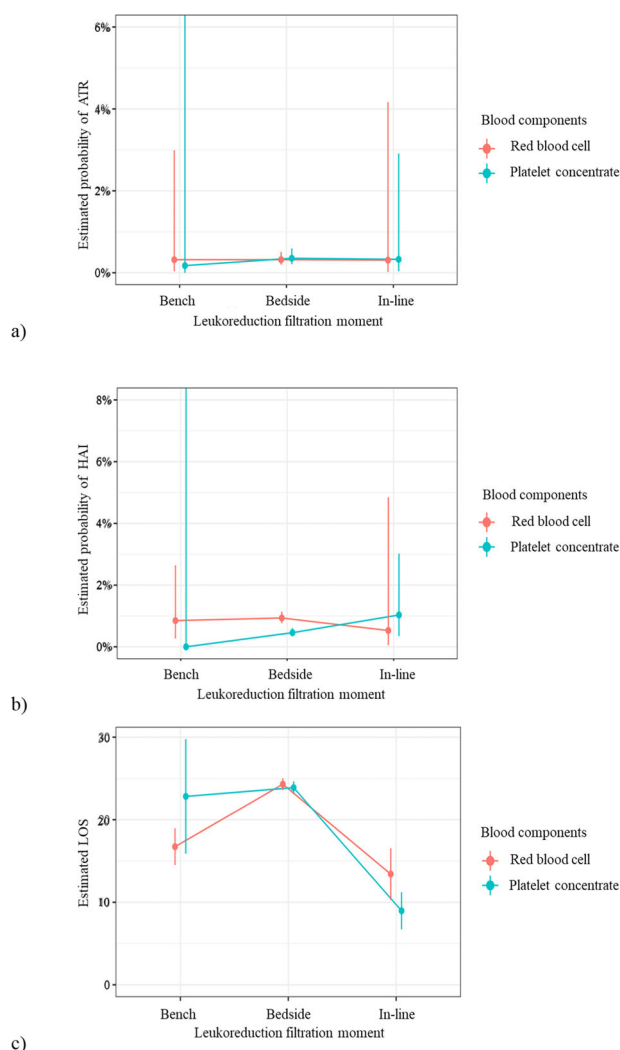 6%
4%
2%
0%
Estimated probability of ATR
Bench
Bedside
In-line
Leukoreduction filtration moment
Blood components
Red blood cell
Platelet concentrate
a)
8%
6%
4%
2%
0%
Estimated probability of HAI
Bench
Bedside
In-line
Leukoreduction filtration moment
Blood components
Red blood cell
Platelet concentrate
b)
30
20
10
0
Estimated LOS
Bench
Bedside
In-line
Leukoreduction filtration moment
Blood components
Red blood cell
Platelet concentrate
c)